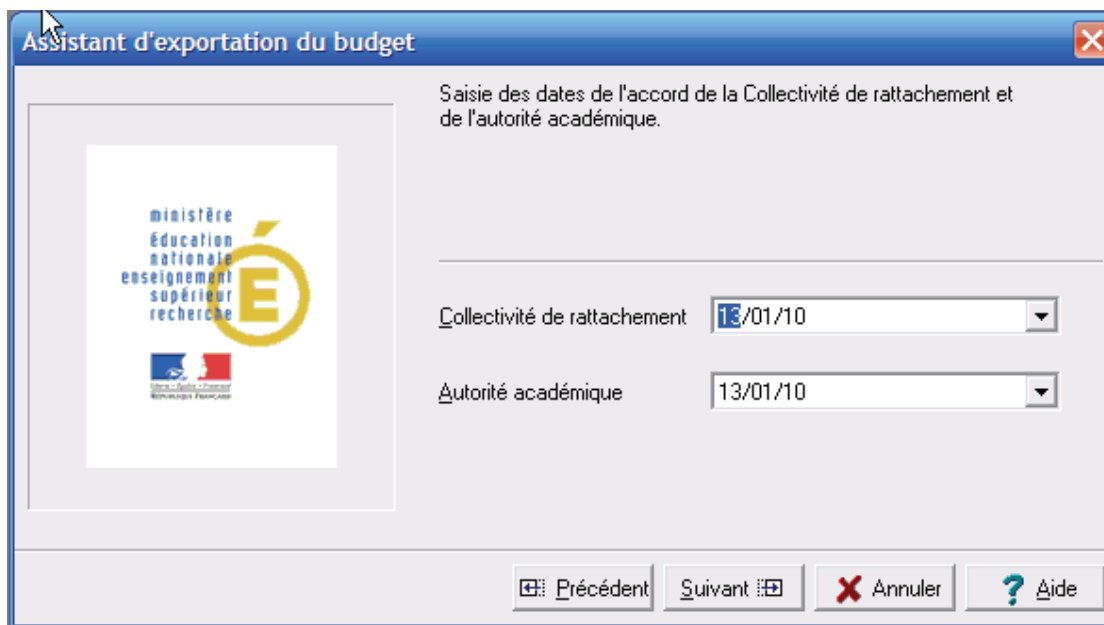 Assistant d'exportation du budget
Saisie des dates de l'accord de la Collectivité de rattachement et
de l'autorité académique.
ministère
éducation
nationale
enseignement
supérieur
recherche
É
RÉPUBLIQUE FRANÇAISE
Collectivité de rattachement 13/01/10
Autorité académique 13/01/10
Précédent Suivant Annuler ? Aide